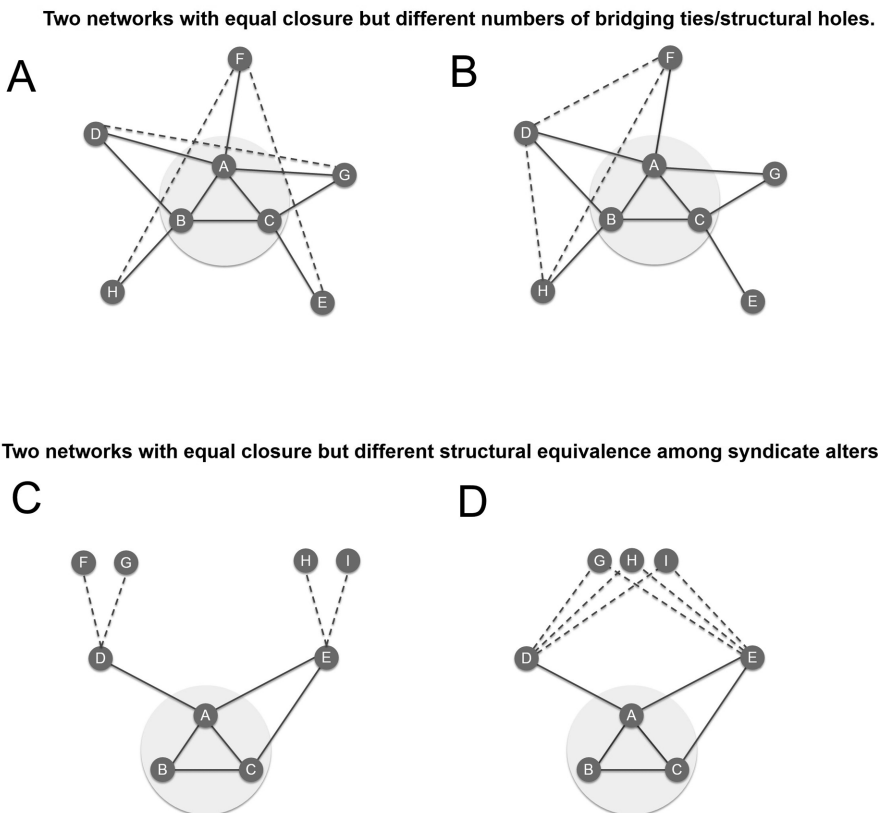 Two networks with equal closure but different numbers of bridging ties/structural holes.
A
B
F
D
A
G
B
C
H
E
F
D
A
G
B
C
H
E
Two networks with equal closure but different structural equivalence among syndicate alters
C
D
F
G
H
I
D
E
A
B
C
G
H
I
D
E
A
B
C